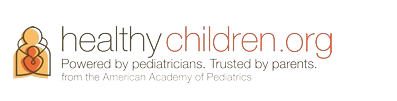 healthychildren.org
Powered by pediatricians. Trusted by parents.
from the American Academy of Pediatrics